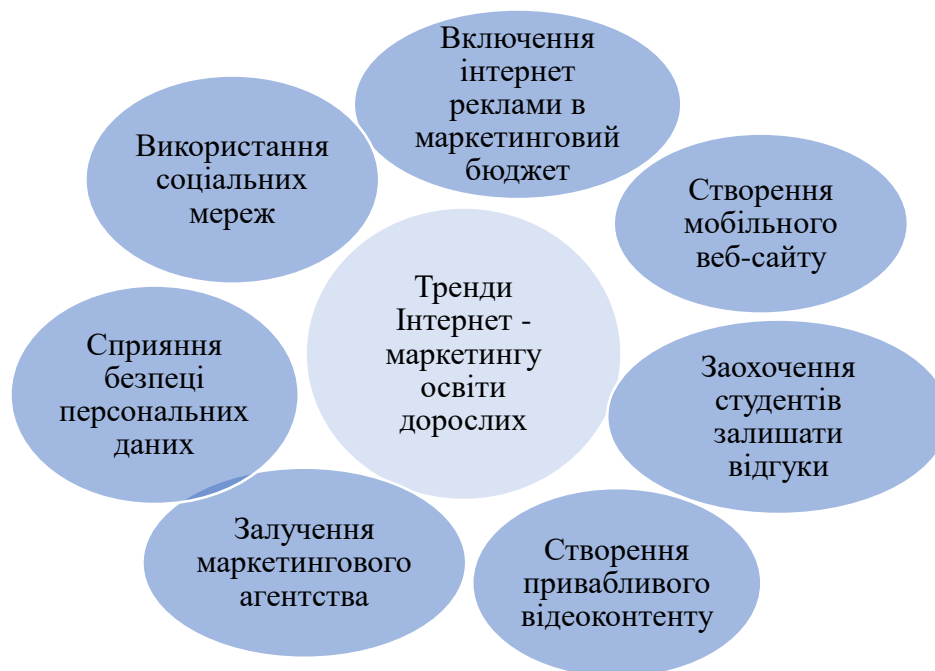 Включення
інтернет
реклами в
маркетинговий
бюджет
Використання
соціальних
мереж
Створення
мобільного
веб-сайту
Тренди
Інтернет -
маркетингу
освіти
дорослих
Сприяння
безпеці
персональних
даних
Заохочення
студентів
залишати
відгуки
Залучення
маркетингового
агентства
Створення
привабливого
відеоконтенту